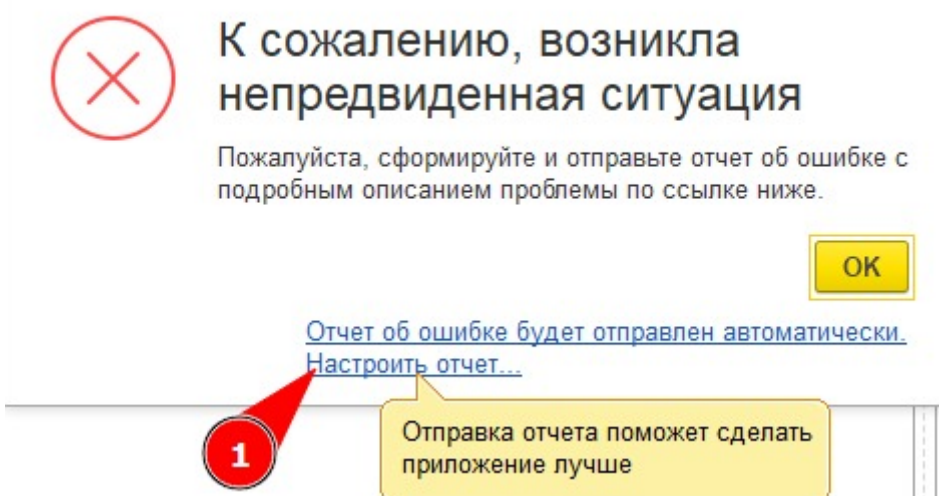 К сожалению, возникла
непредвиденная ситуация
Пожалуйста, сформируйте и отправьте отчет об ошибке с
подробным описанием проблемы по ссылке ниже.
OK
Отчет об ошибке будет отправлен автоматически.
Настроить отчет...
1
Отправка отчета поможет сделать
приложение лучше